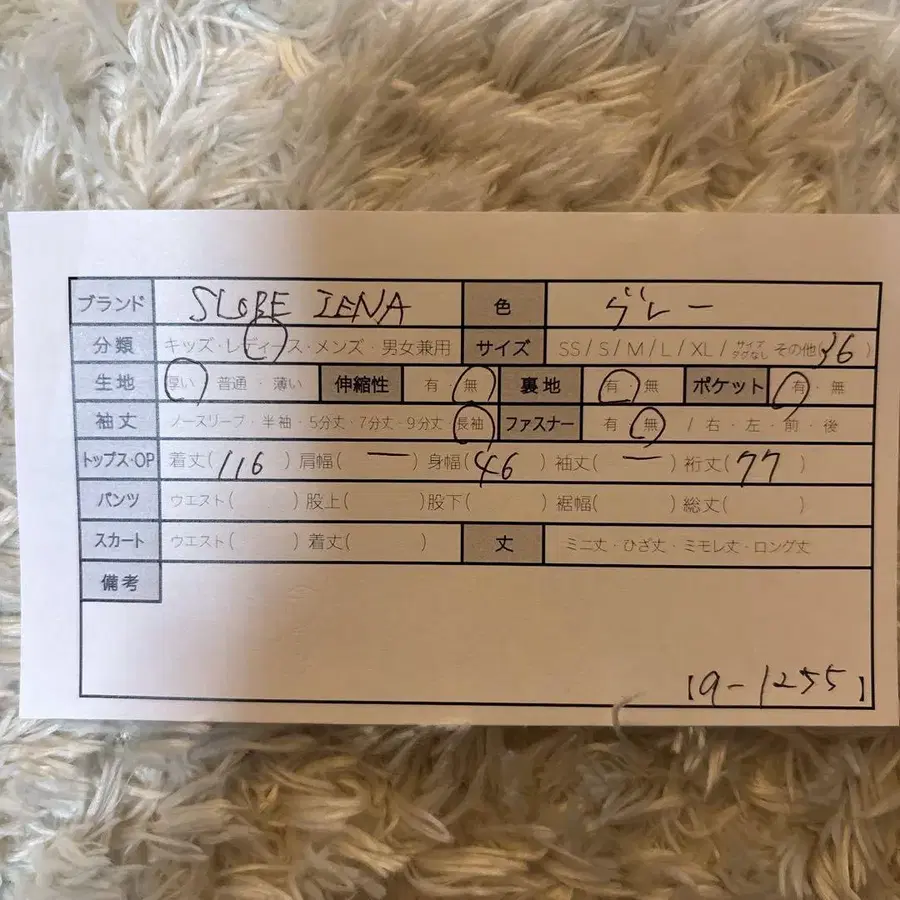 ブランド SLOBE IENA 色 グレー
分類 キッズ・レディース・メンズ・男女兼用 サイズ SS/S/M/L/XL/サイズタグなし その他(36)
生地 厚い・普通・薄い 伸縮性 有・無 裏地 有・無 ポケット 有・無
袖丈 ノースリーブ・半袖・5分丈・7分丈・9分丈・長袖 ファスナー 有・無 / 右・左・前・後
トップス・OP 着丈(116) 肩幅(ー) 身幅(46) 袖丈(ー) 裄丈(77)
パンツ ウエスト( ) 股上( ) 股下( ) 裾幅( ) 総丈( )
スカート ウエスト( ) 着丈( ) 丈 ミニ丈・ひざ丈・ミモレ丈・ロング丈
備考
【9-1255】